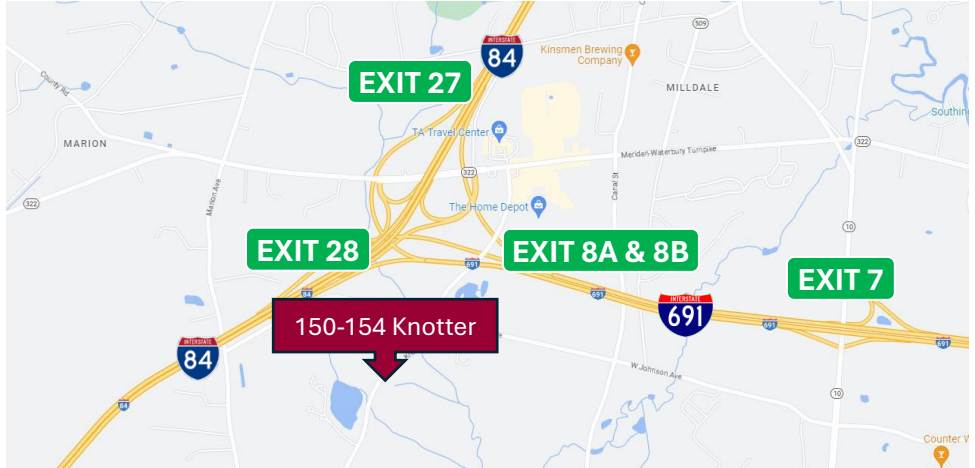 509
INTERSTATE
84
Kinsmen Brewing
Company
EXIT 27
County Rd
MILLDALE
Southin
TA Travel Center
MARION
322
Meriden-Waterbury Turnpike
322
322
Marion Ave
Canal St
The Home Depot
10
EXIT 28
691
EXIT 8A & 8B
EXIT 7
84
691
INTERSTATE
691
691
691
150-154 Knotter
INTERSTATE
84
W Johnson Ave
10
84
Counter W